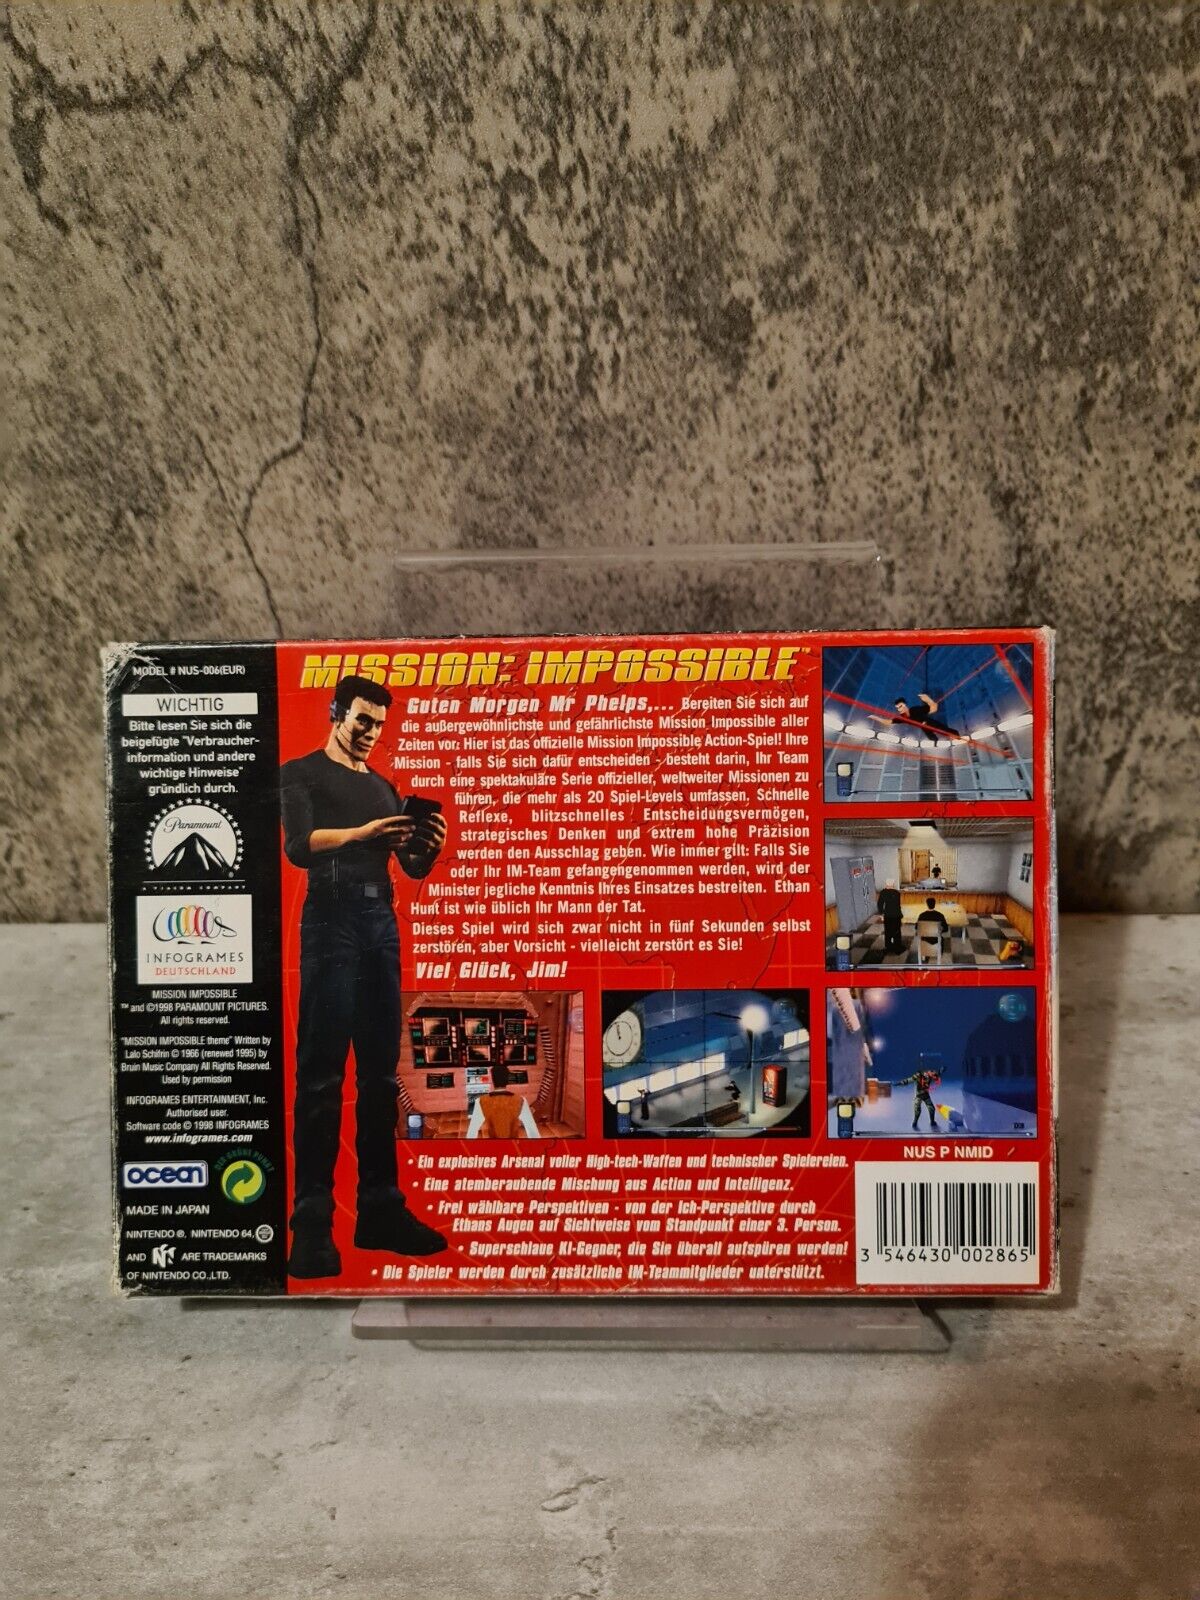 MODEL # NUS-006(EUR)
WICHTIG
Bitte lesen Sie sich die
beigefügte "Verbraucher-
information und andere
wichtige Hinweise"
gründlich durch.
Paramount
A VIACOM COMPANY
INFOGRAMES
DEUTSCHLAND
MISSION IMPOSSIBLE
™ and ©1998 PARAMOUNT PICTURES.
All rights reserved.
"MISSION IMPOSSIBLE theme" Written by
Lalo Schifrin © 1966 (renewed 1995) by
Bruin Music Company All Rights Reserved.
Used by permission
INFOGRAMES ENTERTAINMENT, Inc.
Authorised user.
Software code © 1998 INFOGRAMES
www.infogrames.com
ocean
DER GRÜNE PUNKT
MADE IN JAPAN
NINTENDO ®, NINTENDO 64,
AND ARE TRADEMARKS
OF NINTENDO CO.,LTD.
MISSION: IMPOSSIBLE™
Guten Morgen Mr Phelps,... Bereiten Sie sich auf
die außergewöhnlichste und gefährlichste Mission Impossible aller
Zeiten vor: Hier ist das offizielle Mission Impossible Action-Spiel! Ihre
Mission - falls Sie sich dafür entscheiden - besteht darin, Ihr Team
durch eine spektakuläre Serie offizieller, weltweiter Missionen zu
führen, die mehr als 20 Spiel-Levels umfassen. Schnelle
Reflexe, blitzschnelles Entscheidungsvermögen,
strategisches Denken und extrem hohe Präzision
werden den Ausschlag geben. Wie immer gilt: Falls Sie
oder Ihr IM-Team gefangengenommen werden, wird der
Minister jegliche Kenntnis Ihres Einsatzes bestreiten. Ethan
Hunt ist wie üblich Ihr Mann der Tat.
Dieses Spiel wird sich zwar nicht in fünf Sekunden selbst
zerstören, aber Vorsicht - vielleicht zerstört es Sie!
Viel Glück, Jim!
• Ein explosives Arsenal voller High-tech-Waffen und technischer Spielereien.
• Eine atemberaubende Mischung aus Action und Intelligenz.
• Frei wählbare Perspektiven - von der Ich-Perspektive durch
Ethans Augen auf Sichtweise vom Standpunkt einer 3. Person.
• Superschlaue KI-Gegner, die Sie überall aufspüren werden!
• Die Spieler werden durch zusätzliche IM-Teammitglieder unterstützt.
NUS P NMID
3 546430 002865